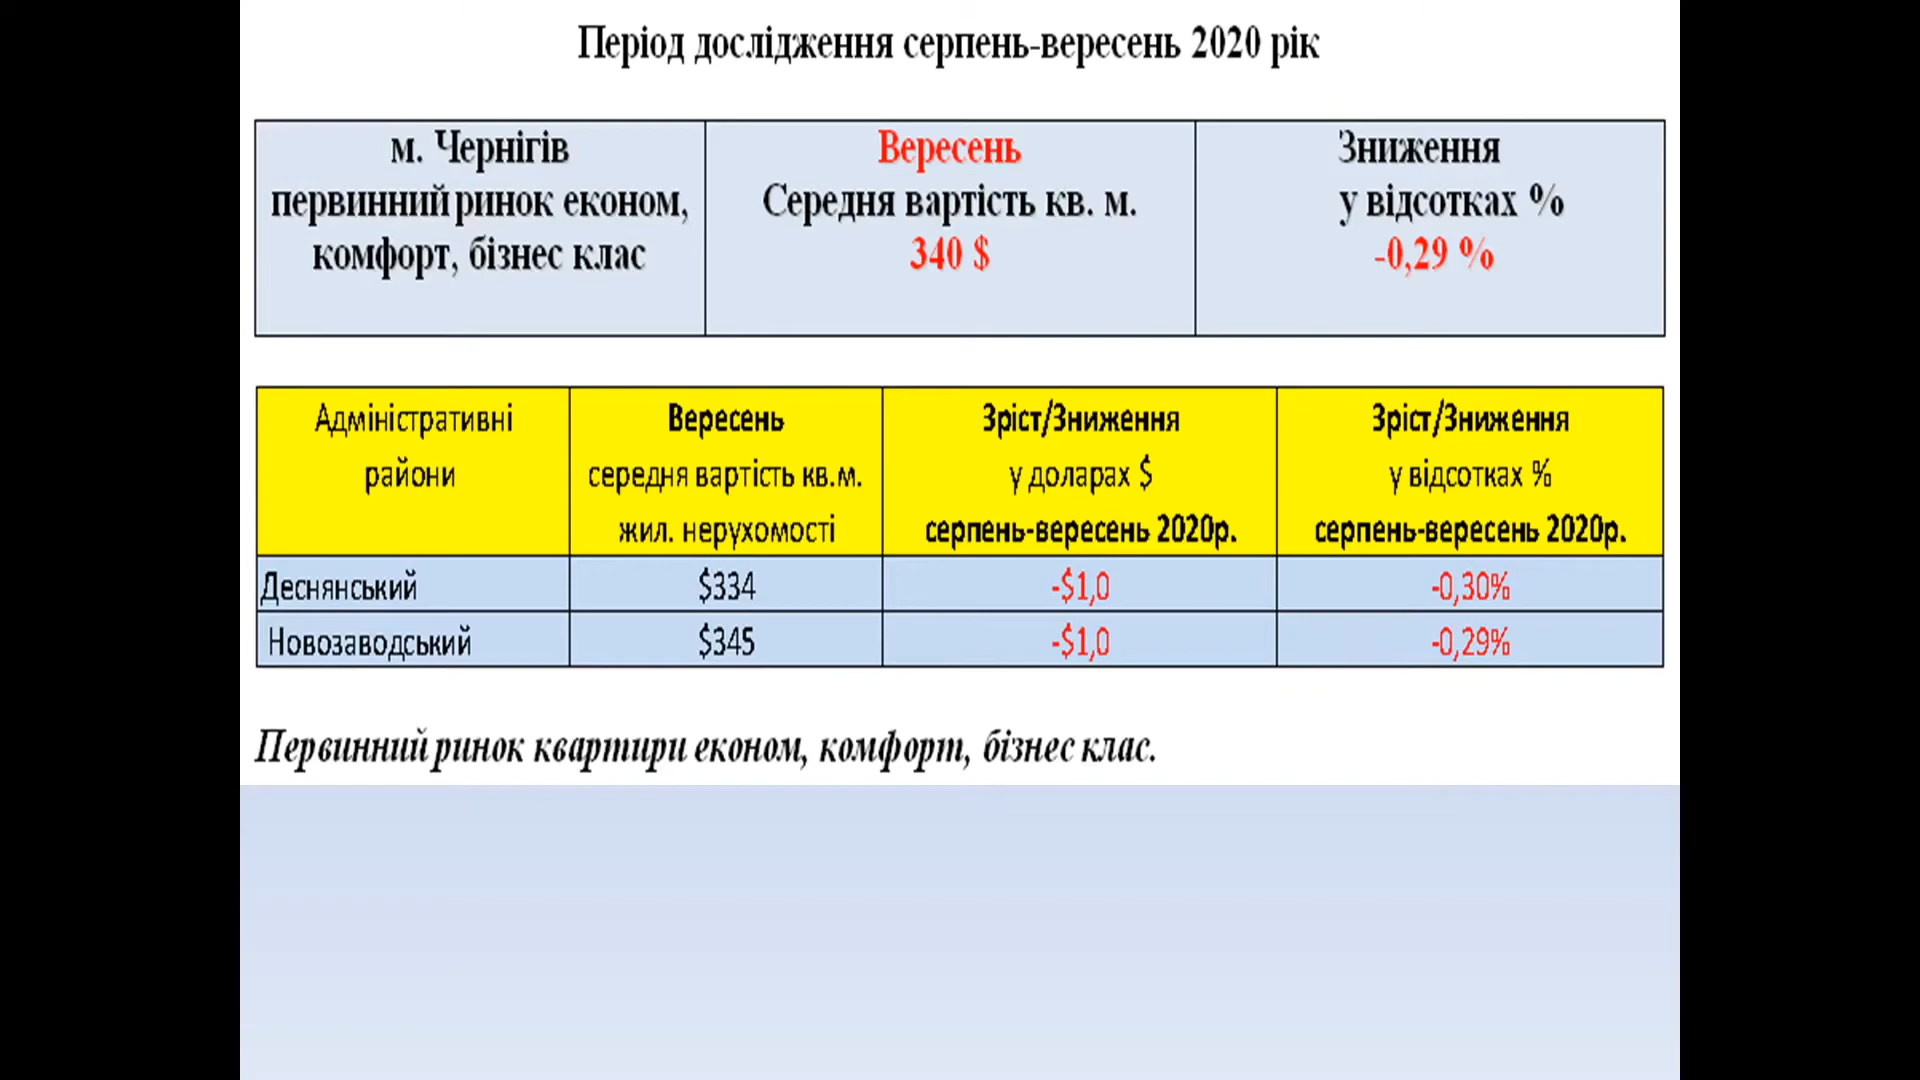 Період дослідження серпень-вересень 2020 рік
м. Чернігів
первинний ринок економ,
комфорт, бізнес клас
Вересень
Середня вартість кв. м.
340 $
Зниження
у відсотках %
-0,29 %
Адміністративні
райони
Вересень
середня вартість кв.м.
жил. нерухомості
Зріст/Зниження
у доларах $
серпень-вересень 2020р.
Зріст/Зниження
у відсотках %
серпень-вересень 2020р.
Деснянський $334 -$1,0 -0,30%
Новозаводський $345 -$1,0 -0,29%
Первинний ринок квартири економ, комфорт, бізнес клас.